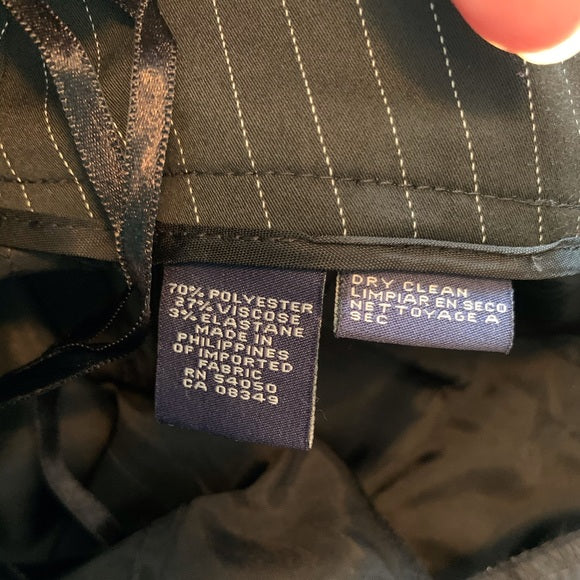 70% POLYESTER
27% VISCOSE
3% ELASTANE
MADE IN
PHILIPPINES
OF IMPORTED
FABRIC
RN 54050
CA 08349
DRY CLEAN
LIMPIAR EN SECO
NETTOYAGE A
SEC